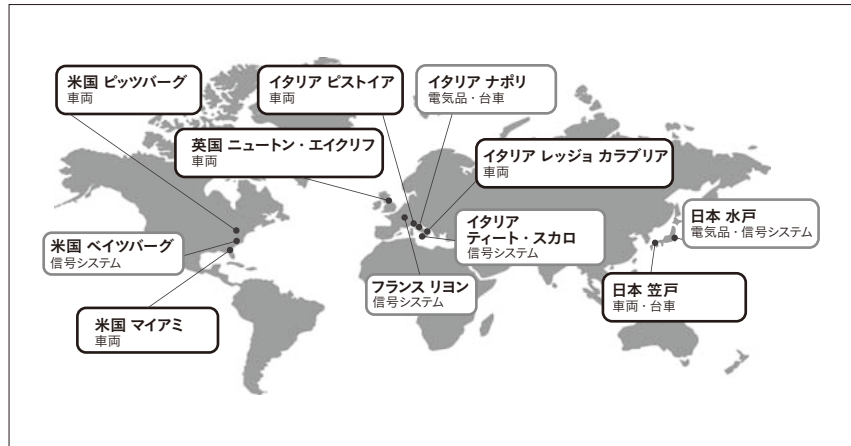 米国 ピッツバーグ
車両
イタリア ピストイア
車両
イタリア ナポリ
電気品・台車
英国 ニュートン・エイクリフ
車両
イタリア レッジョ カラブリア
車両
米国 ベイツバーグ
信号システム
イタリア
ティート・スカロ
信号システム
日本 水戸
電気品・信号システム
フランス リヨン
信号システム
日本 笠戸
車両・台車
米国 マイアミ
車両